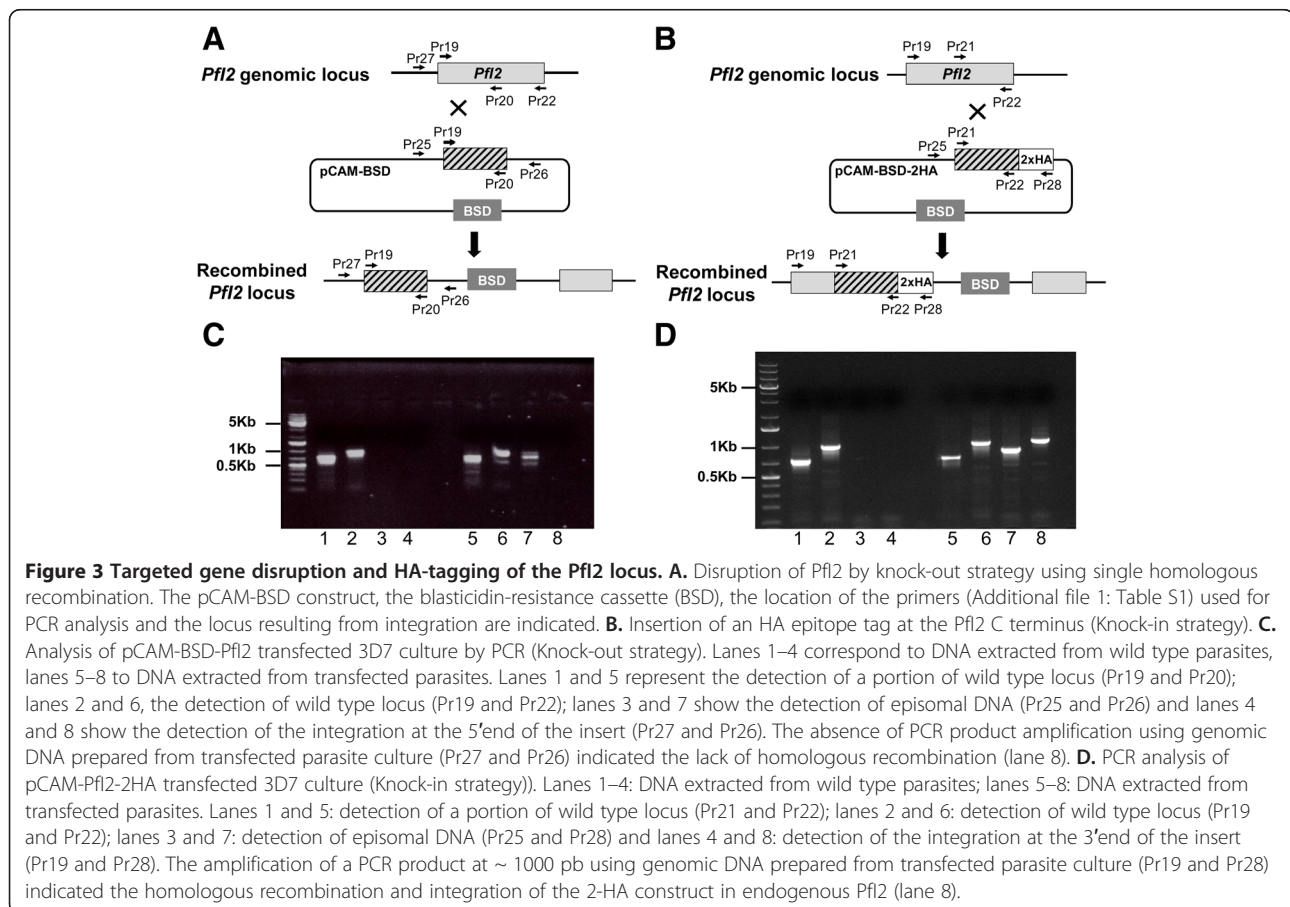 A
B
Pr19
Pr27
Pfl2 genomic locus
Pfl2
Pr20
Pr22
Pr19
Pr25
pCAM-BSD
Pr20
Pr26
BSD
Recombined
Pfl2 locus
Pr27
Pr19
BSD
Pr20
Pr26
Pr19
Pr21
Pfl2 genomic locus
Pfl2
Pr22
Pr21
Pr25
2xHA
pCAM-BSD-2HA
Pr22
Pr28
BSD
Recombined
Pfl2 locus
Pr19
Pr21
2xHA
BSD
Pr22
Pr28
C
5Kb
1Kb
0.5Kb
1 2 3 4 5 6 7 8
D
5Kb
1Kb
0.5Kb
1 2 3 4 5 6 7 8
Figure 3 Targeted gene disruption and HA-tagging of the Pfl2 locus. A. Disruption of Pfl2 by knock-out strategy using single homologous
recombination. The pCAM-BSD construct, the blasticidin-resistance cassette (BSD), the location of the primers (Additional file 1: Table S1) used for
PCR analysis and the locus resulting from integration are indicated. B. Insertion of an HA epitope tag at the Pfl2 C terminus (Knock-in strategy). C.
Analysis of pCAM-BSD-Pfl2 transfected 3D7 culture by PCR (Knock-out strategy). Lanes 1–4 correspond to DNA extracted from wild type parasites,
lanes 5–8 to DNA extracted from transfected parasites. Lanes 1 and 5 represent the detection of a portion of wild type locus (Pr19 and Pr20);
lanes 2 and 6, the detection of wild type locus (Pr19 and Pr22); lanes 3 and 7 show the detection of episomal DNA (Pr25 and Pr26) and lanes 4
and 8 show the detection of the integration at the 5′end of the insert (Pr27 and Pr26). The absence of PCR product amplification using genomic
DNA prepared from transfected parasite culture (Pr27 and Pr26) indicated the lack of homologous recombination (lane 8). D. PCR analysis of
pCAM-Pfl2-2HA transfected 3D7 culture (Knock-in strategy)). Lanes 1–4: DNA extracted from wild type parasites; lanes 5–8: DNA extracted from
transfected parasites. Lanes 1 and 5: detection of a portion of wild type locus (Pr21 and Pr22); lanes 2 and 6: detection of wild type locus (Pr19
and Pr22); lanes 3 and 7: detection of episomal DNA (Pr25 and Pr28) and lanes 4 and 8: detection of the integration at the 3′end of the insert
(Pr19 and Pr28). The amplification of a PCR product at ~ 1000 pb using genomic DNA prepared from transfected parasite culture (Pr19 and Pr28)
indicated the homologous recombination and integration of the 2-HA construct in endogenous Pfl2 (lane 8).